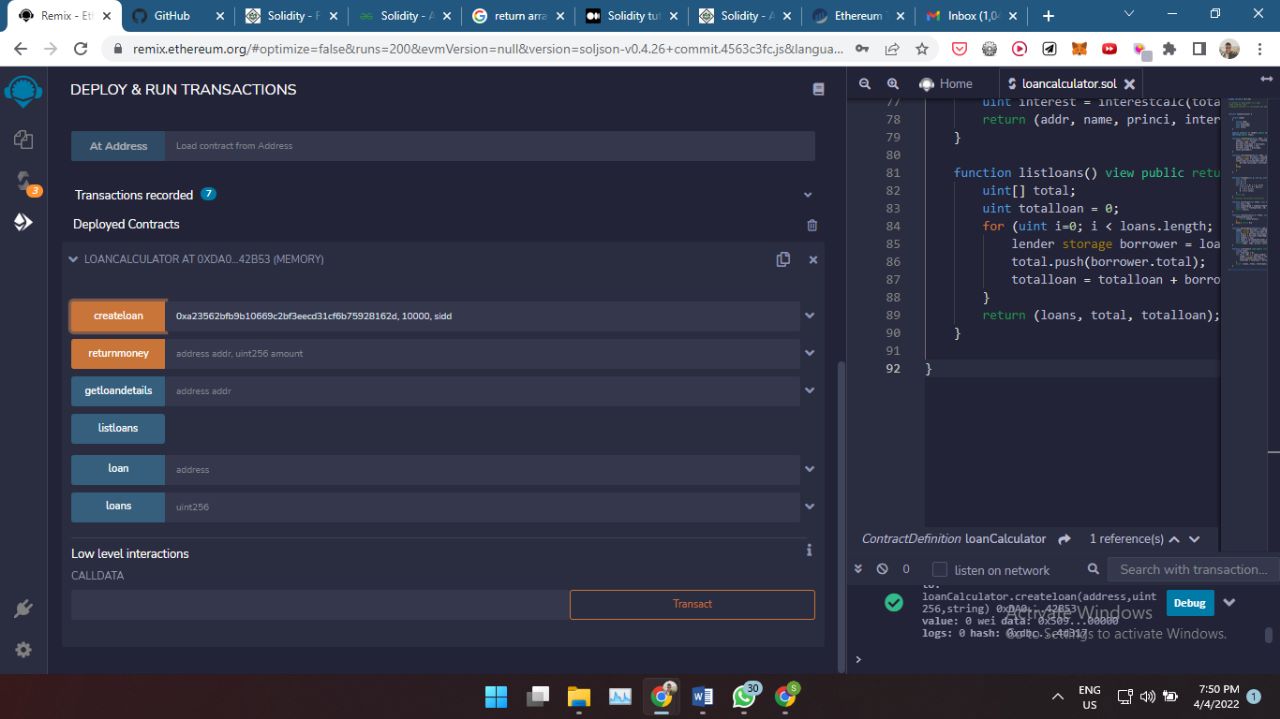 Remix - Et
GitHub
Solidity - F
Solidity - A
return arra
Solidity tut
Solidity - A
Ethereum
Inbox (1,04
remix.ethereum.org/#optimize=false&runs=200&evmVersion=null&version=soljson-v0.4.26+commit.4563c3fc.js&langua...
DEPLOY & RUN TRANSACTIONS
Home
loancalculator.sol
At Address
Load contract from Address
Transactions recorded 7
3
Deployed Contracts
LOANCALCULATOR AT 0XDA0...42B53 (MEMORY)
createloan
0xa23562bfb9b10669c2bf3eecd31cf6b75928162d, 10000, sidd
returnmoney
address addr, uint256 amount
getloandetails
address addr
listloans
loan
address
loans
uint256
Low level interactions
i
CALLDATA
Transact
77 uint interest = interestcalc(tota
78 return (addr, name, princi, inter
79 }
80
81 function listloans() view public retu
82 uint[] total;
83 uint totalloan = 0;
84 for (uint i=0; i < loans.length;
85 lender storage borrower = loa
86 total.push(borrower.total);
87 totalloan = totalloan + borro
88 }
89 return (loans, total, totalloan);
90 }
91
92 }
ContractDefinition loanCalculator
1 reference(s)
0
listen on network
Search with transaction...
to:
loanCalculator.createloan(address,uint
256,string) 0xDA0...42B53
value: 0 wei data: 0x509...00000
logs: 0 hash: 0xdbc...4d317
Debug
Activate Windows
Go to Settings to activate Windows.
>
30
S
ENG
US
7:50 PM
4/4/2022
1